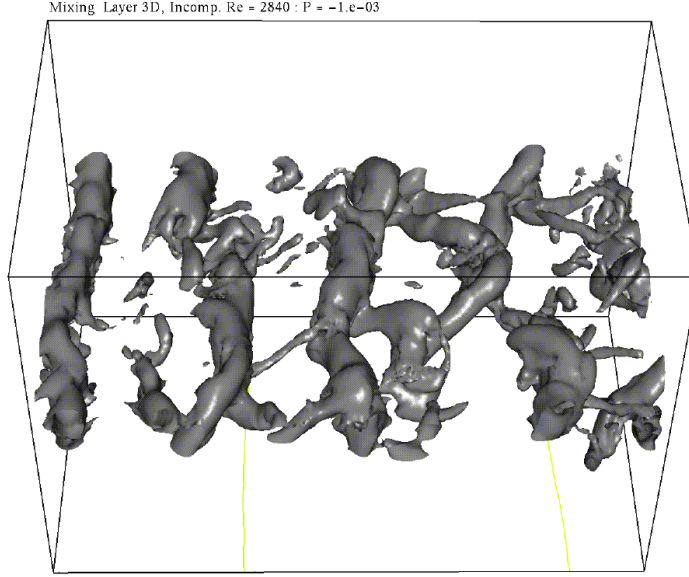 Mixing Layer 3D, Incomp. Re = 2840 : P = -1.e-03